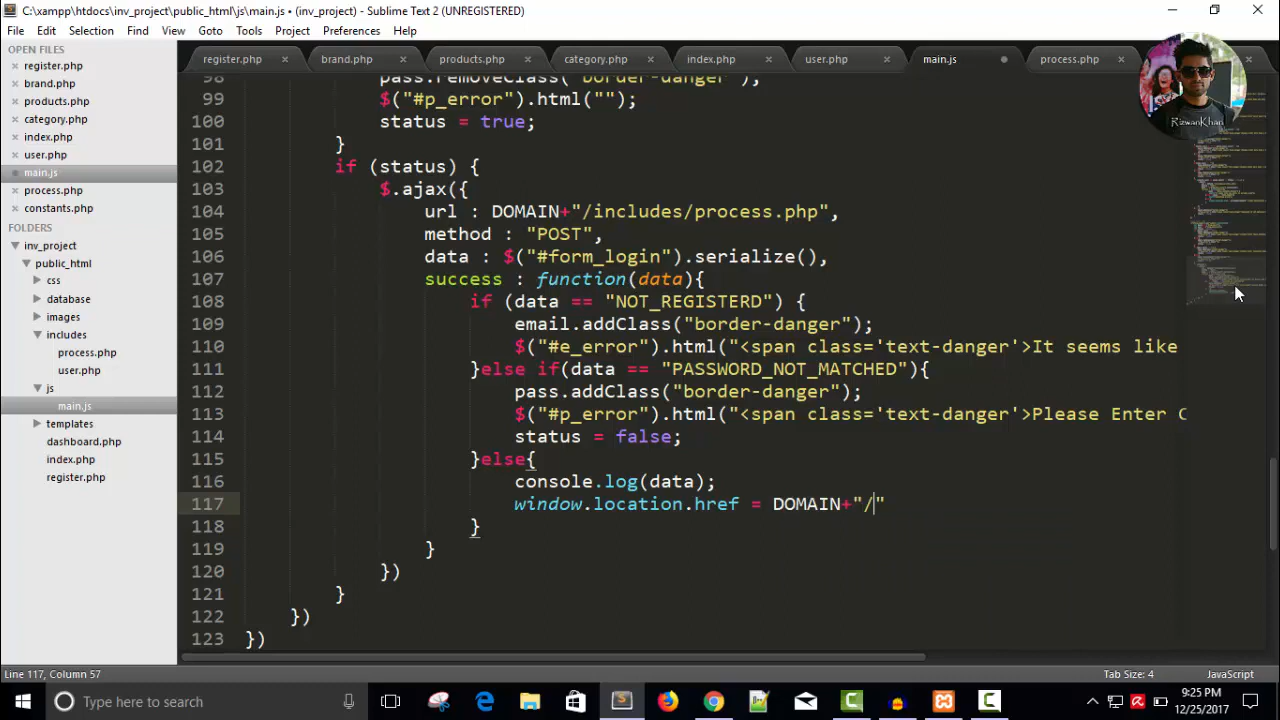 C:\xampp\htdocs\inv_project\public_html\js\main.js • (inv_project) - Sublime Text 2 (UNREGISTERED)
File Edit Selection Find View Goto Tools Project Preferences Help
OPEN FILES
register.php
brand.php
products.php
category.php
index.php
user.php
main.js
process.php
constants.php
FOLDERS
inv_project
public_html
css
database
images
includes
process.php
user.php
js
main.js
templates
dashboard.php
index.php
register.php
register.php brand.php products.php category.php index.php user.php main.js process.php
RizwanKhan
98 pass.removeClass("border-danger");
99 $("#p_error").html("");
100 status = true;
101 }
102 if (status) {
103 $.ajax({
104 url : DOMAIN+"/includes/process.php",
105 method : "POST",
106 data : $("#form_login").serialize(),
107 success : function(data){
108 if (data == "NOT_REGISTERD") {
109 email.addClass("border-danger");
110 $("#e_error").html("<span class='text-danger'>It seems like
111 }else if(data == "PASSWORD_NOT_MATCHED"){
112 pass.addClass("border-danger");
113 $("#p_error").html("<span class='text-danger'>Please Enter C
114 status = false;
115 }else{
116 console.log(data);
117 window.location.href = DOMAIN+"/"
118 }
119 }
120 })
121 }
122 })
123 })
Line 117, Column 57 Tab Size: 4 JavaScript
Type here to search
9:25 PM
12/25/2017